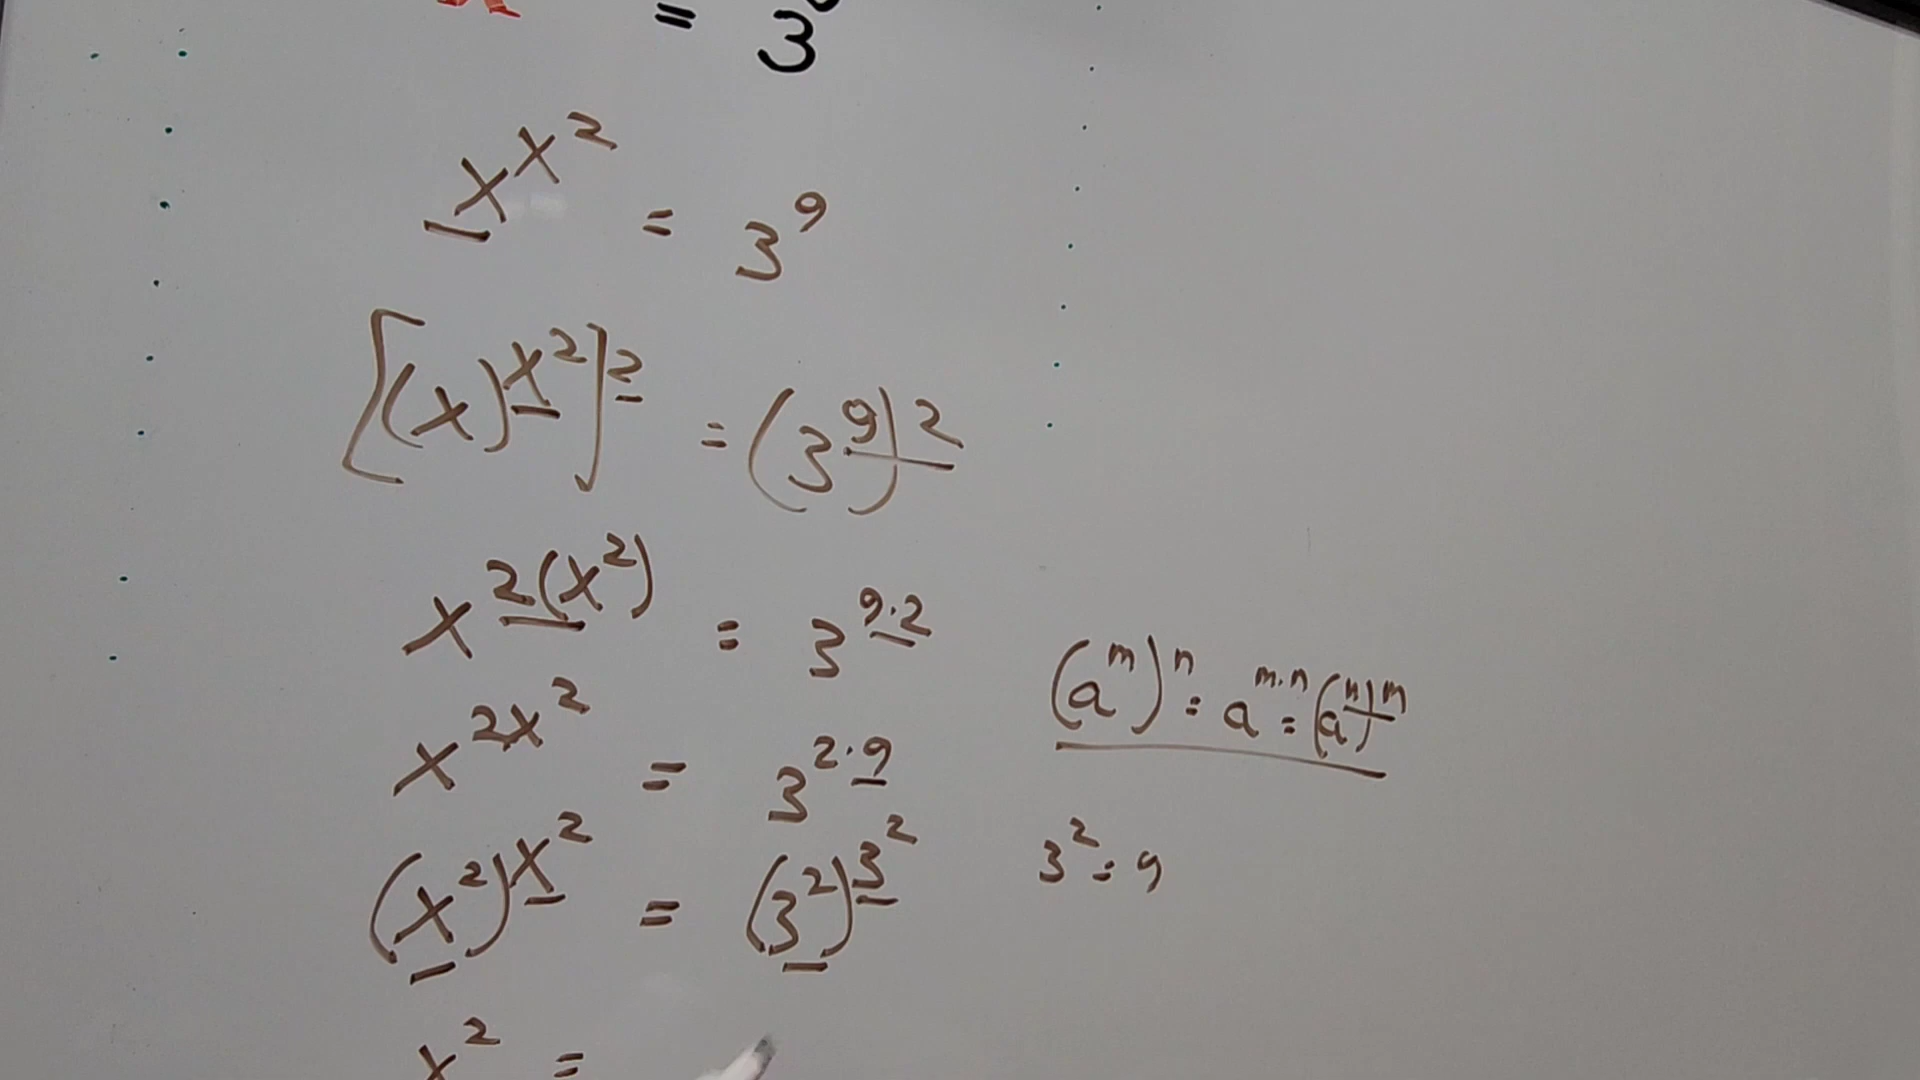 = 3
x^x^2 = 3^9
[(x)^x^2]^2 = (3^9)^2
x^2(x^2) = 3^9·2
(a^m)^n = a^m·n = (a^n)^m
x^2x^2 = 3^2·9
(x^2)^x^2 = (3^2)^3^2
3^2 = 9
x^2 =